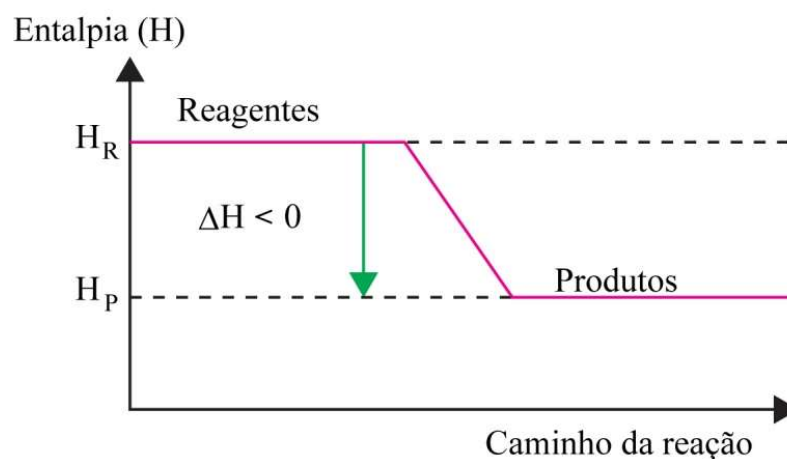 Entalpia (H)
Reagentes
H_R
ΔH < 0
H_P
Produtos
Caminho da reação